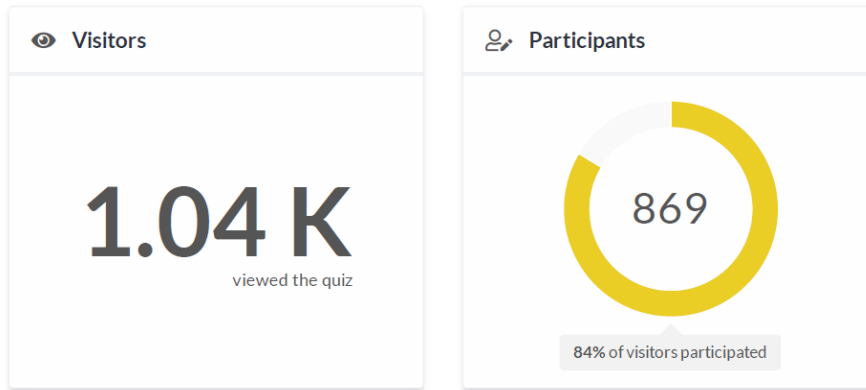 Visitors
1.04 K
viewed the quiz
Participants
869
84% of visitors participated